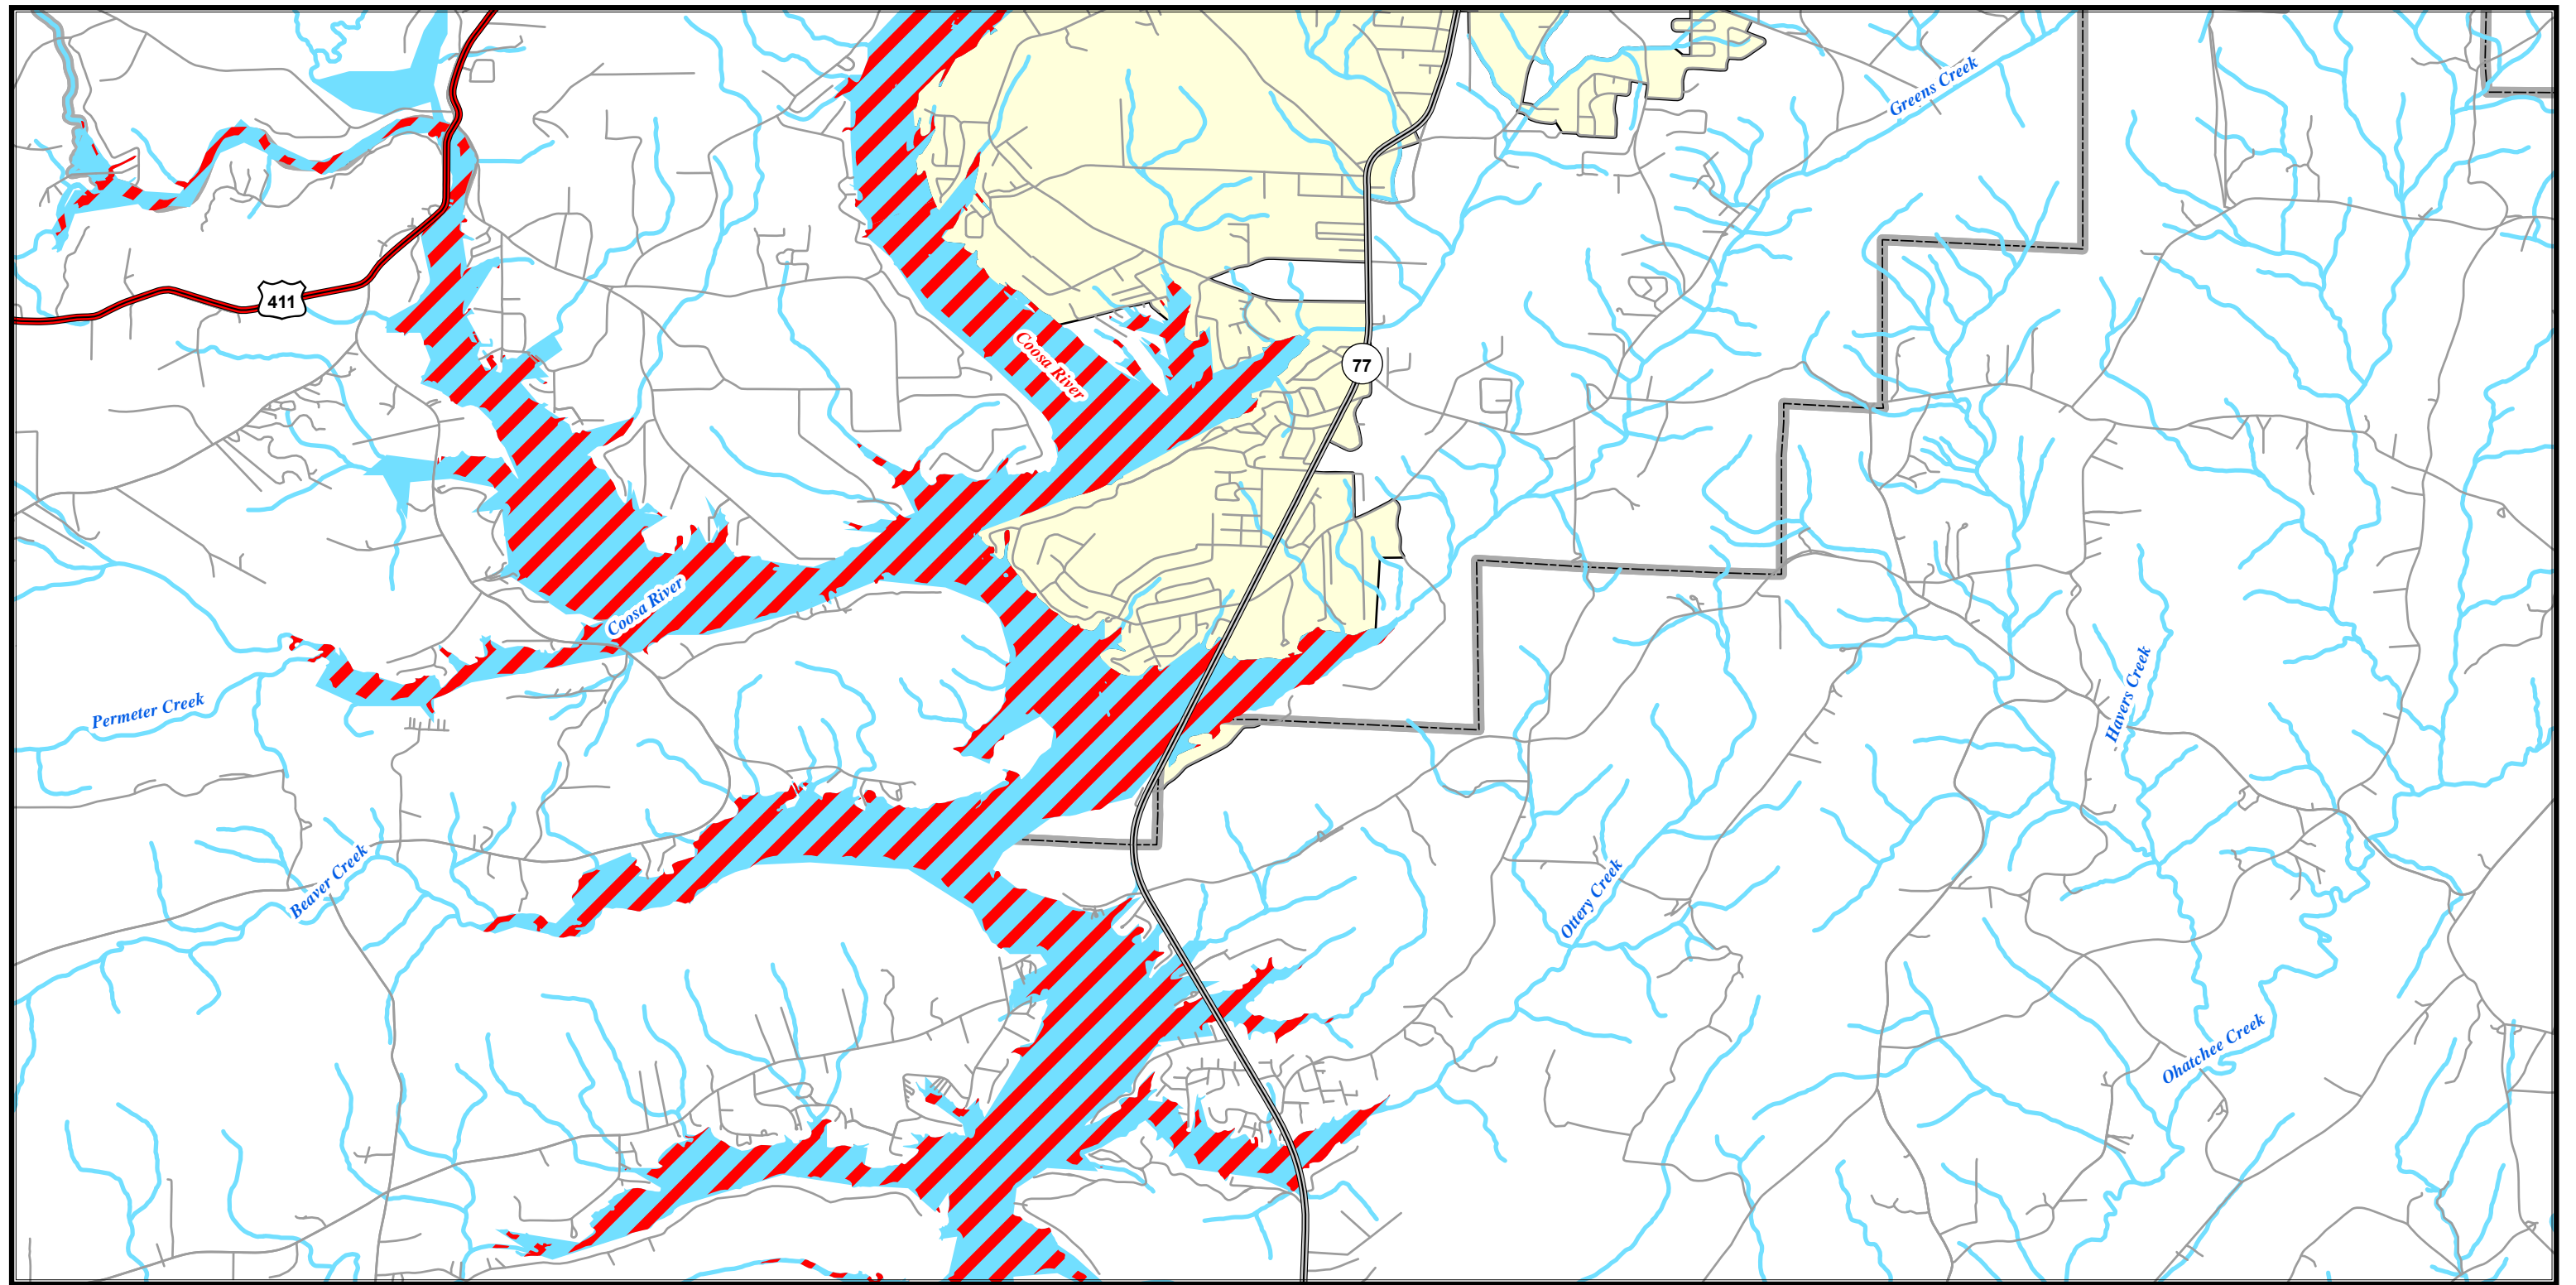 Greens Creek
411
Coosa River
77
Coosa River
Permeter Creek
Havers Creek
Beaver Creek
Ottery Creek
Ohatchee Creek